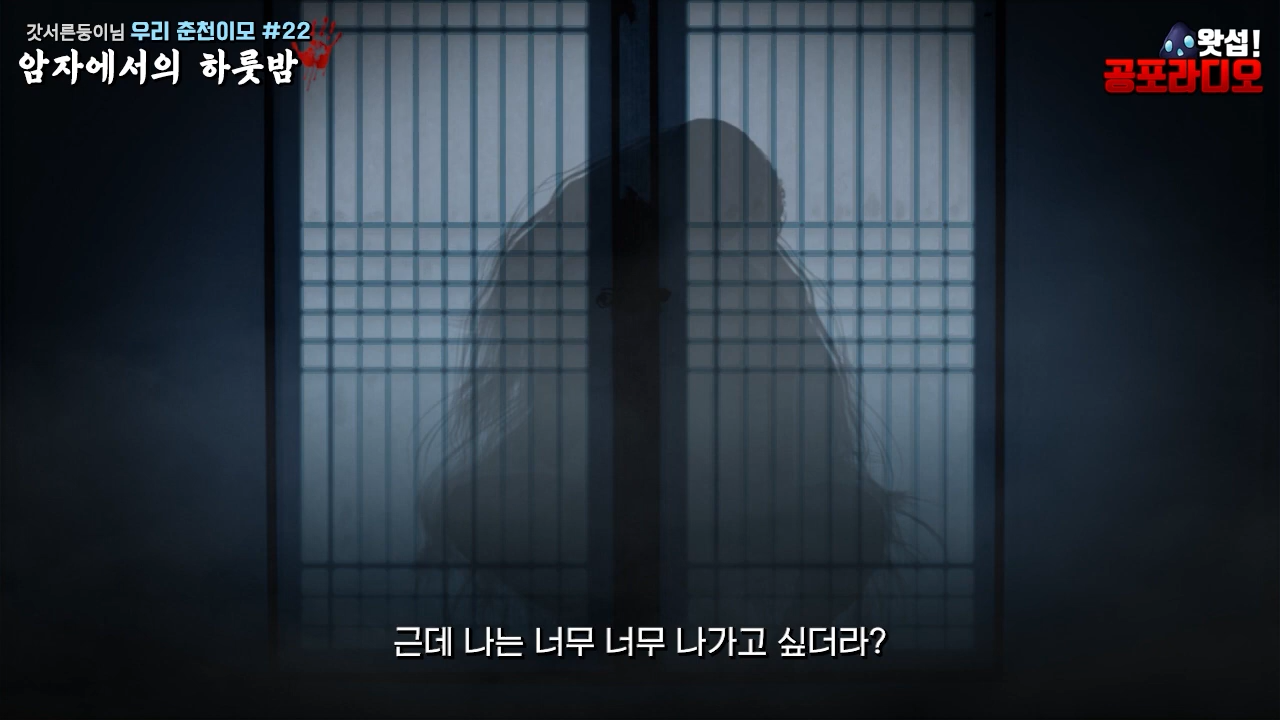 갓서른둥이님 우리 춘천이모 #22
암자에서의 하룻밤
왓섭!
공포라디오
근데 나는 너무 너무 나가고 싶더라?